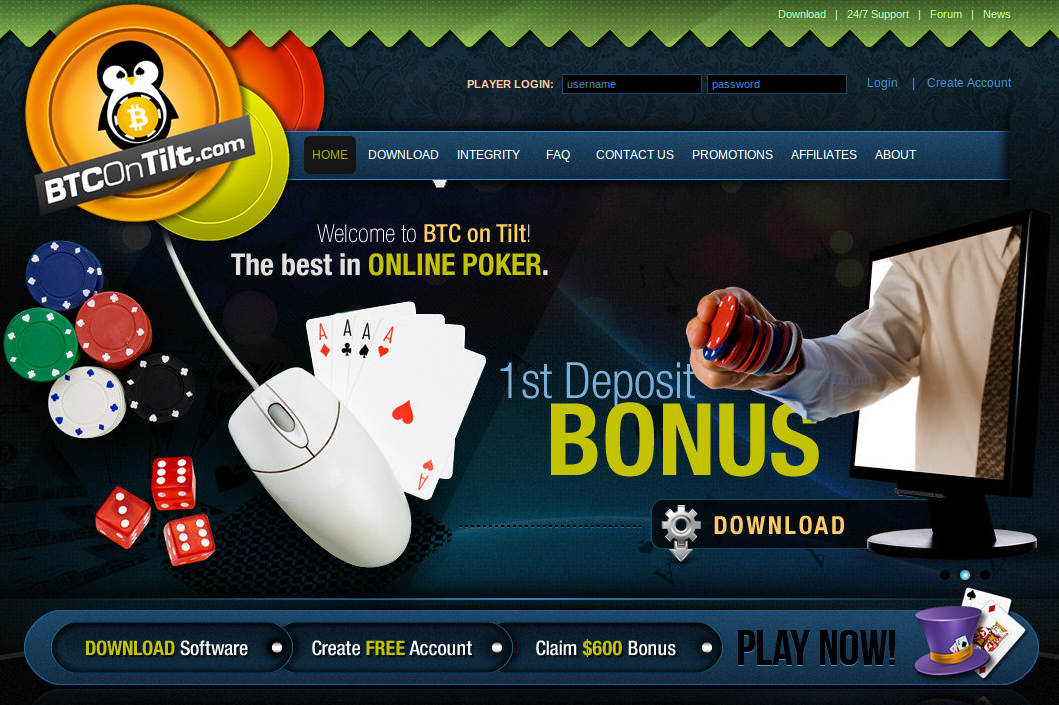 Download | 24/7 Support | Forum | News
PLAYER LOGIN: username password Login | Create Account
BTCONTILT.com
HOME DOWNLOAD INTEGRITY FAQ CONTACT US PROMOTIONS AFFILIATES ABOUT
Welcome to BTC on Tilt!
The best in ONLINE POKER.
A A A A
1st Deposit
BONUS
A
DOWNLOAD
DOWNLOAD Software
Create FREE Account
Claim $600 Bonus
PLAY NOW!